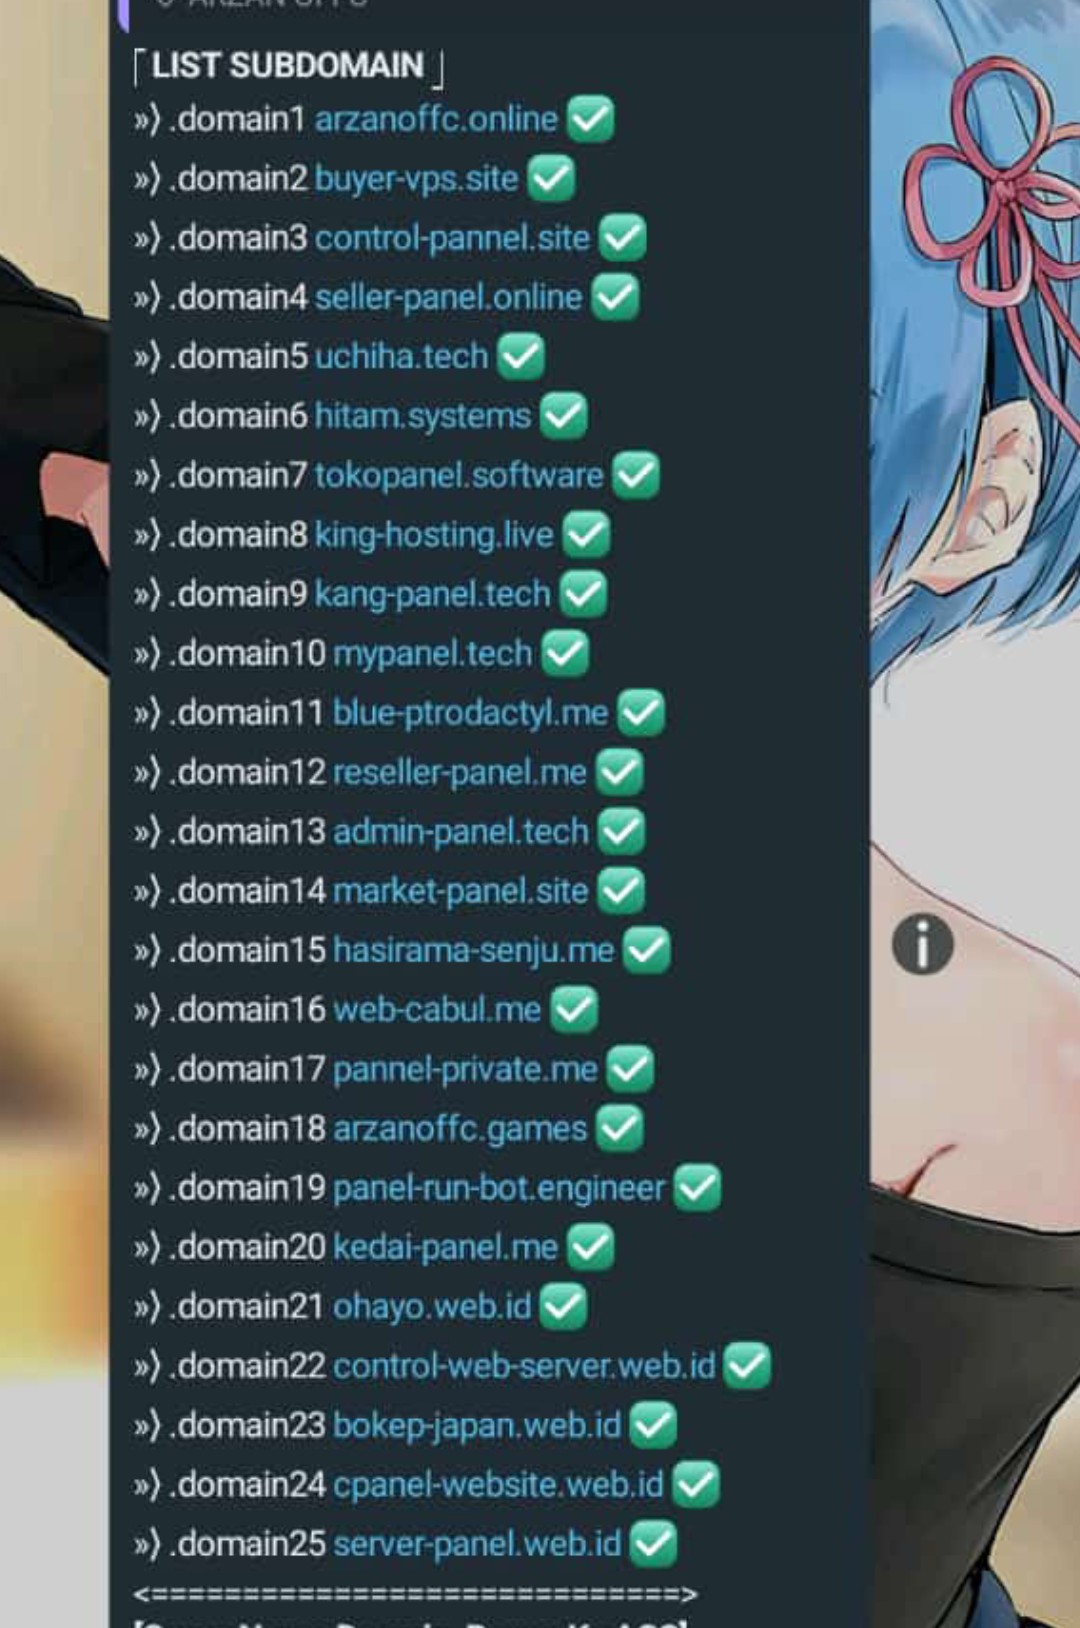 ARZAN OFFC
「LIST SUBDOMAIN」
»⟩ .domain1 arzanoffc.online ✅
»⟩ .domain2 buyer-vps.site ✅
»⟩ .domain3 control-pannel.site ✅
»⟩ .domain4 seller-panel.online ✅
»⟩ .domain5 uchiha.tech ✅
»⟩ .domain6 hitam.systems ✅
»⟩ .domain7 tokopanel.software ✅
»⟩ .domain8 king-hosting.live ✅
»⟩ .domain9 kang-panel.tech ✅
»⟩ .domain10 mypanel.tech ✅
»⟩ .domain11 blue-ptrodactyl.me ✅
»⟩ .domain12 reseller-panel.me ✅
»⟩ .domain13 admin-panel.tech ✅
»⟩ .domain14 market-panel.site ✅
»⟩ .domain15 hasirama-senju.me ✅
»⟩ .domain16 web-cabul.me ✅
»⟩ .domain17 pannel-private.me ✅
»⟩ .domain18 arzanoffc.games ✅
»⟩ .domain19 panel-run-bot.engineer ✅
»⟩ .domain20 kedai-panel.me ✅
»⟩ .domain21 ohayo.web.id ✅
»⟩ .domain22 control-web-server.web.id ✅
»⟩ .domain23 bokep-japan.web.id ✅
»⟩ .domain24 cpanel-website.web.id ✅
»⟩ .domain25 server-panel.web.id ✅
<============================>